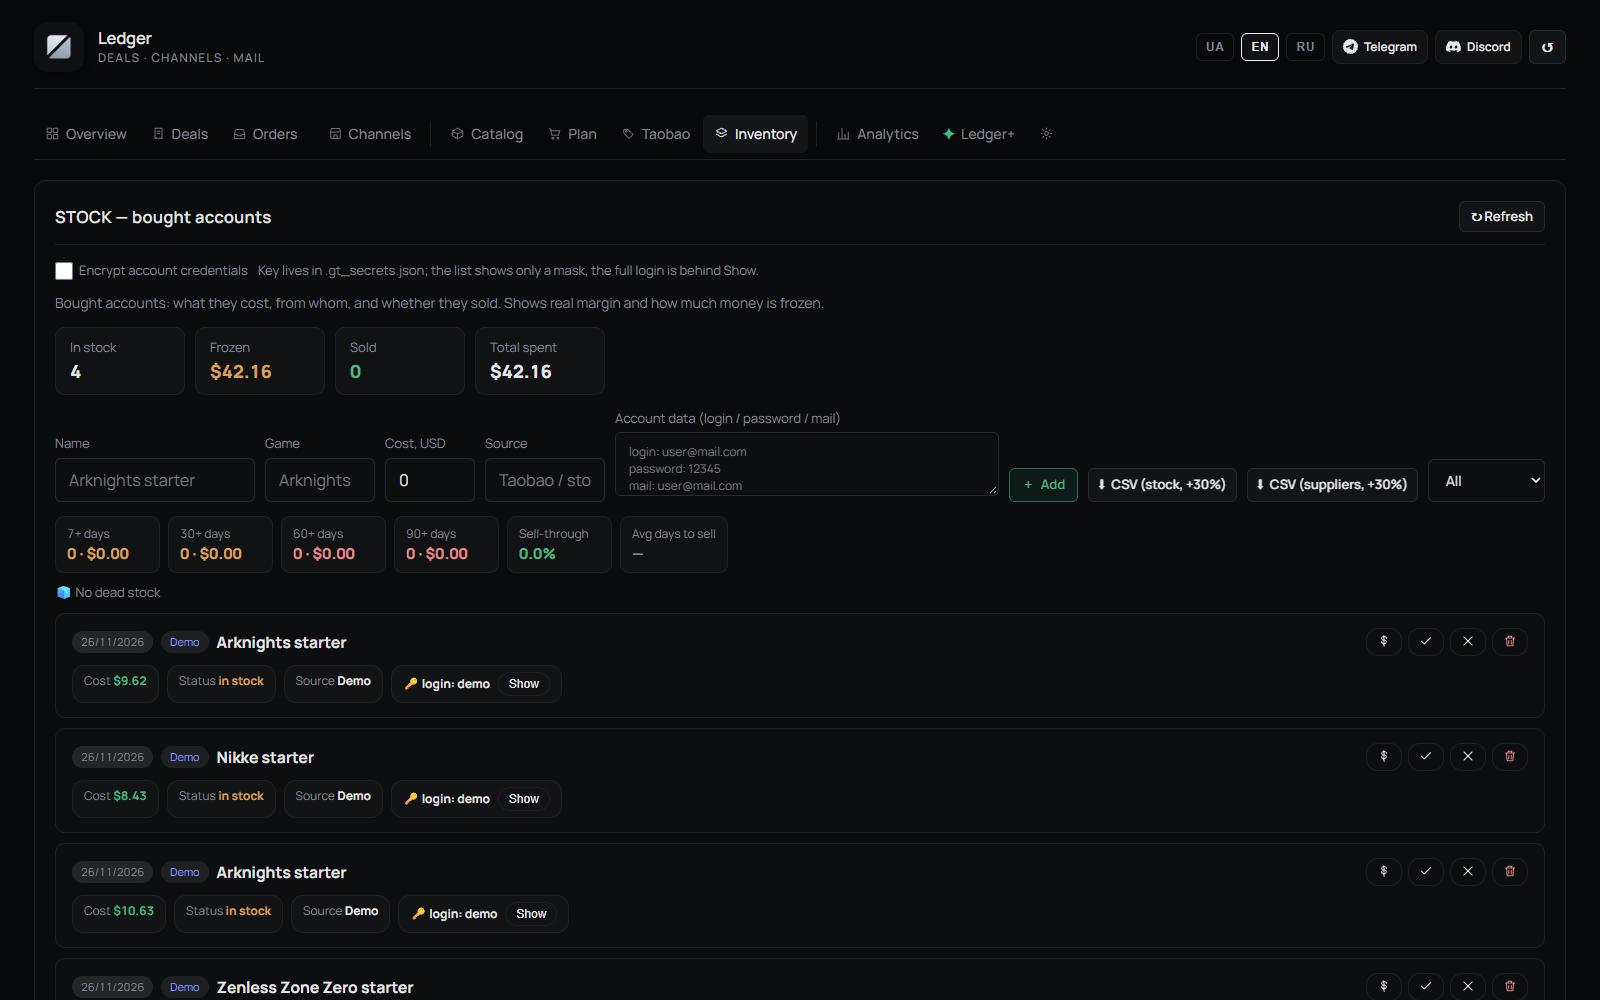 Ledger
DEALS · CHANNELS · MAIL
UA EN RU Telegram Discord
Overview Deals Orders Channels Catalog Plan Taobao Inventory Analytics Ledger+
STOCK — bought accounts
Refresh
Encrypt account credentials Key lives in .gt_secrets.json; the list shows only a mask, the full login is behind Show.
Bought accounts: what they cost, from whom, and whether they sold. Shows real margin and how much money is frozen.
In stock Frozen Sold Total spent
4 $42.16 0 $42.16
Account data (login / password / mail)
Name Game Cost, USD Source
login: user@mail.com
password: 12345
mail: user@mail.com
Arknights starter Arknights 0 Taobao / sto
+ Add CSV (stock, +30%) CSV (suppliers, +30%) All
7+ days 30+ days 60+ days 90+ days Sell-through Avg days to sell
0 · $0.00 0 · $0.00 0 · $0.00 0 · $0.00 0.0% —
No dead stock
26/11/2026 Demo Arknights starter $
Cost $9.62 Status in stock Source Demo login: demo Show
26/11/2026 Demo Nikke starter $
Cost $8.43 Status in stock Source Demo login: demo Show
26/11/2026 Demo Arknights starter $
Cost $10.63 Status in stock Source Demo login: demo Show
26/11/2026 Demo Zenless Zone Zero starter $